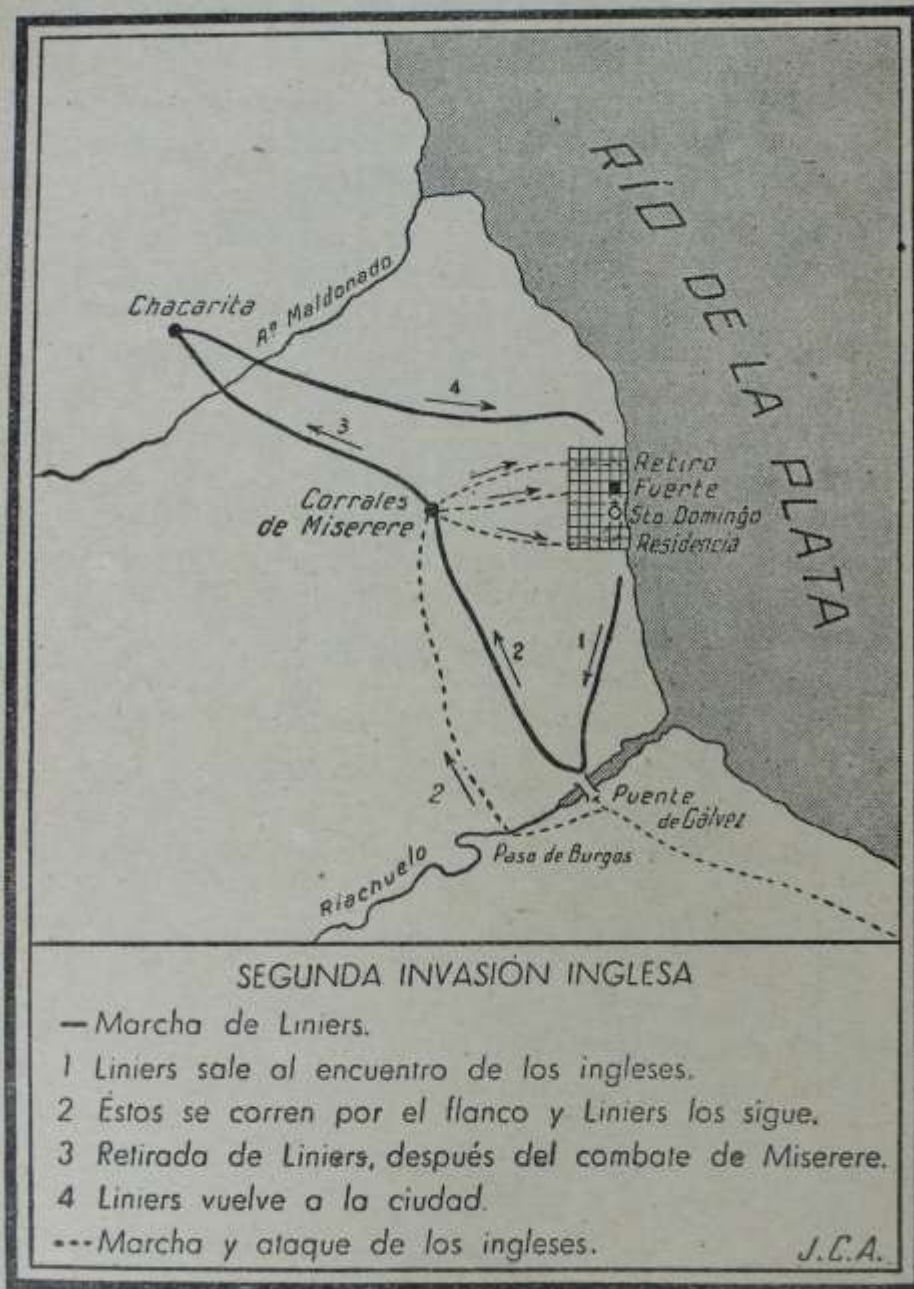 RÍO DE LA PLATA
Chacarita
Aº Maldonado
4
3
Corrales
de Miserere
Retiro
Fuerte
Sto. Domingo
Residencia
1
2
2
Puente
de Gálvez
Paso de Burgos
Riachuelo
SEGUNDA INVASIÓN INGLESA
— Marcha de Liniers.
1 Liniers sale al encuentro de los ingleses.
2 Éstos se corren por el flanco y Liniers los sigue.
3 Retirada de Liniers, después del combate de Miserere.
4 Liniers vuelve a la ciudad.
--- Marcha y ataque de los ingleses.
J.C.A.